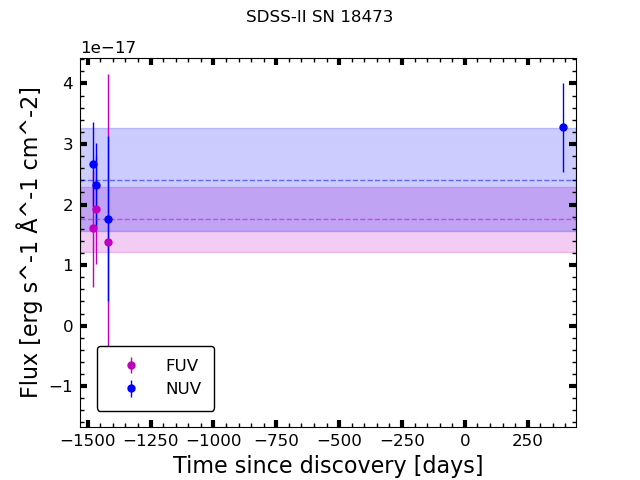 SDSS-II SN 18473
1e−17
4
3
2
1
0
−1
Flux [erg s^-1 Å^-1 cm^-2]
FUV
NUV
−1500 −1250 −1000 −750 −500 −250 0 250
Time since discovery [days]